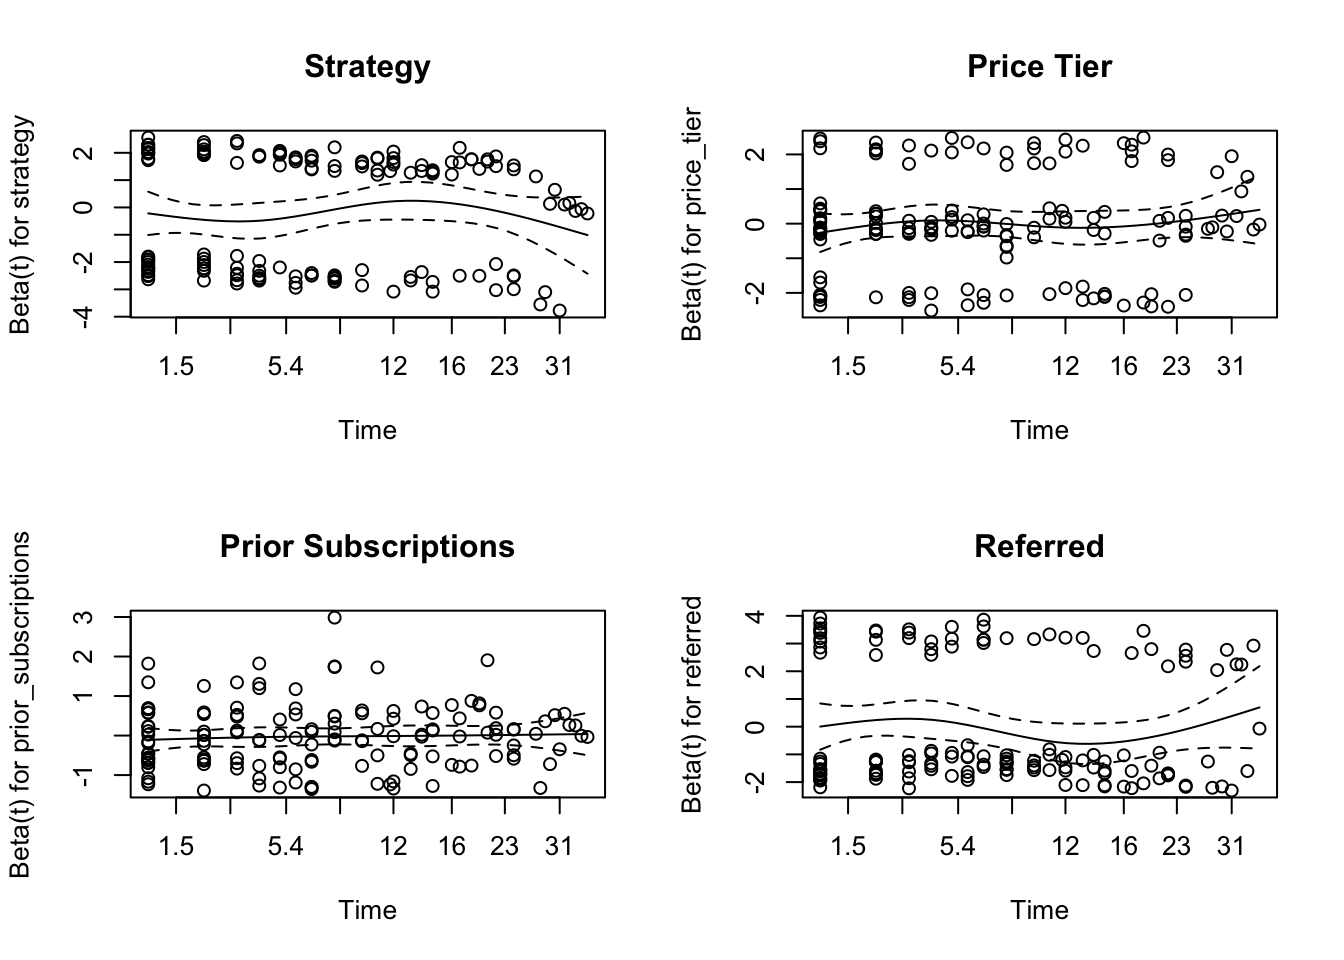 Strategy
Beta(t) for strategy
2
0
-2
-4
1.5 5.4 12 16 23 31
Time
Price Tier
Beta(t) for price_tier
2
0
-2
1.5 5.4 12 16 23 31
Time
Prior Subscriptions
Beta(t) for prior_subscriptions
3
2
1
-1
1.5 5.4 12 16 23 31
Time
Referred
Beta(t) for referred
4
2
0
-2
1.5 5.4 12 16 23 31
Time